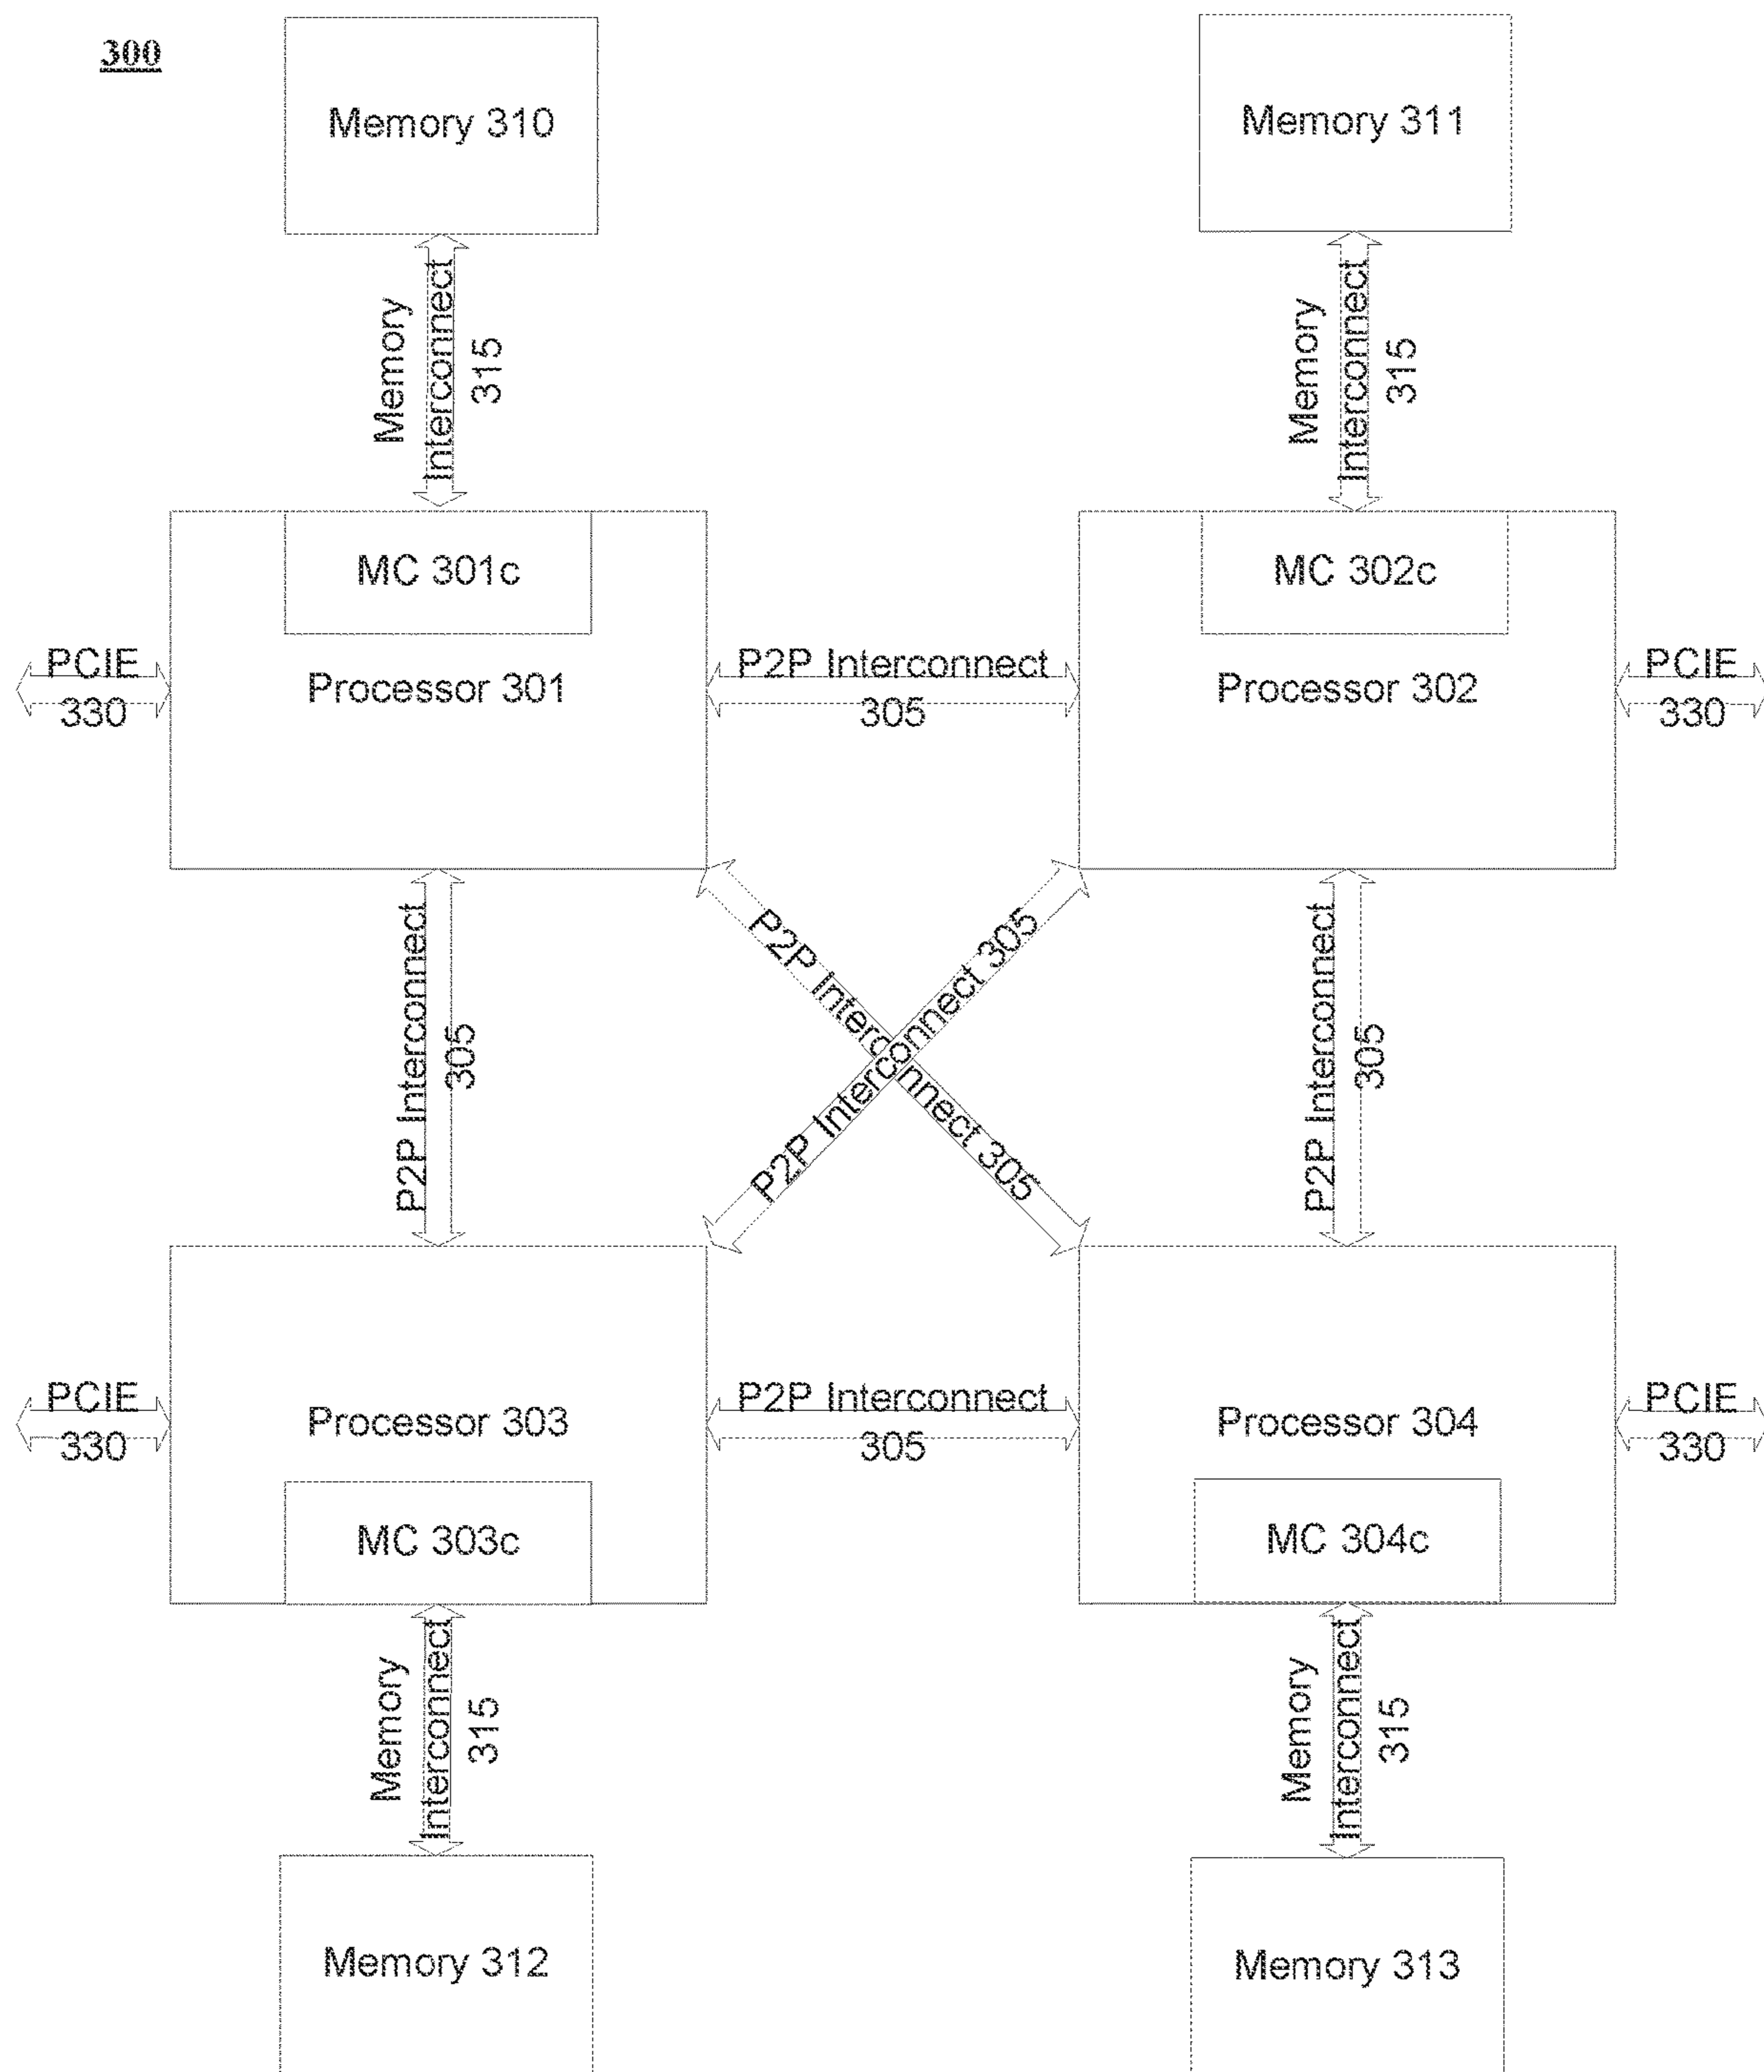 300
Memory 310
Memory 311
Memory
Interconnect
315
Memory
Interconnect
315
MC 301c
MC 302c
PCIE
330
Processor 301
P2P Interconnect
305
Processor 302
PCIE
330
P2P Interconnect
305
P2P Interconnect 305
P2P Interconnect 305
P2P Interconnect
305
PCIE
330
Processor 303
P2P Interconnect
305
Processor 304
PCIE
330
MC 303c
MC 304c
Memory
Interconnect
315
Memory
Interconnect
315
Memory 312
Memory 313